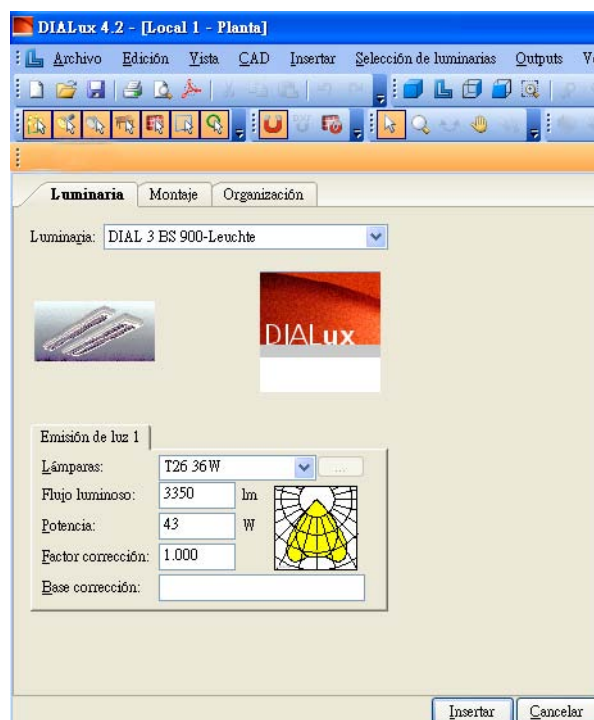 DIALux 4.2 - [Local 1 - Planta]
Archivo Edición Vista CAD Insertar Selección de luminarias Outputs
Luminaria Montaje Organización
Luminaria: DIAL 3 BS 900-Leuchte
DIALux
Emisión de luz 1
Lámparas: T26 36W ...
Flujo luminoso: 3350 lm
Potencia: 43 W
Factor corrección: 1.000
Base corrección:
Insertar Cancelar